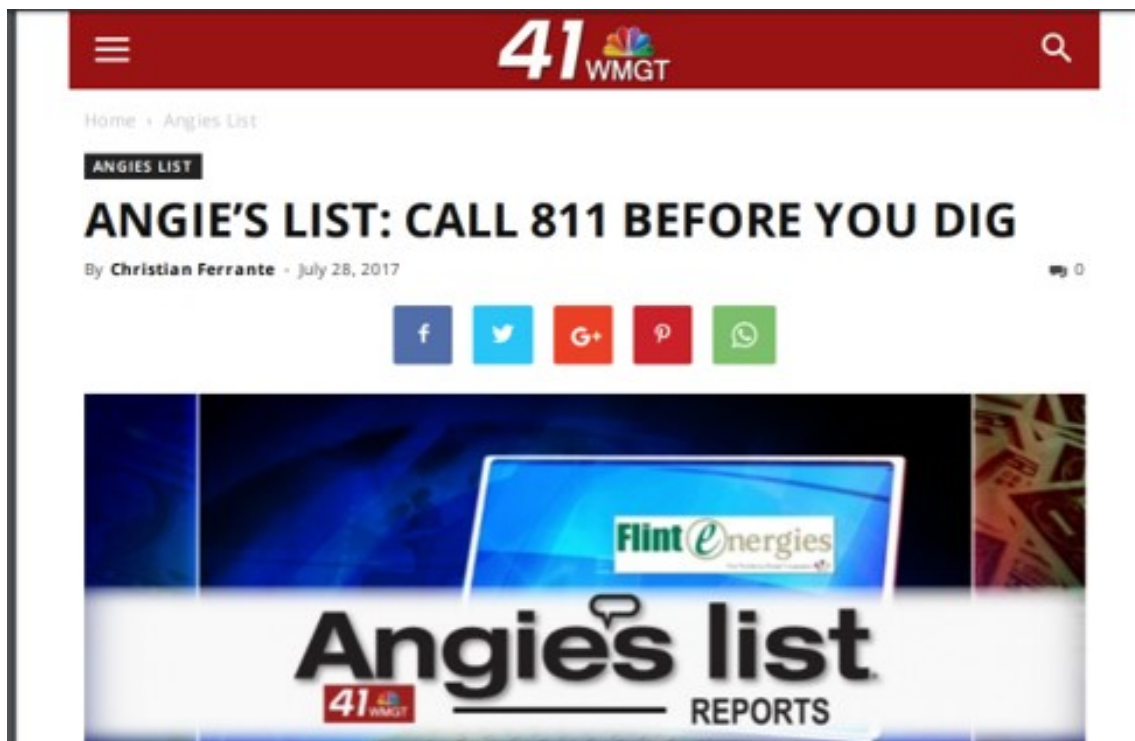 41 WMGT
Home › Angies List
ANGIES LIST
ANGIE’S LIST: CALL 811 BEFORE YOU DIG
By Christian Ferrante - July 28, 2017
0
f G+
Flint energies
Angie's list
41 WMGT
REPORTS